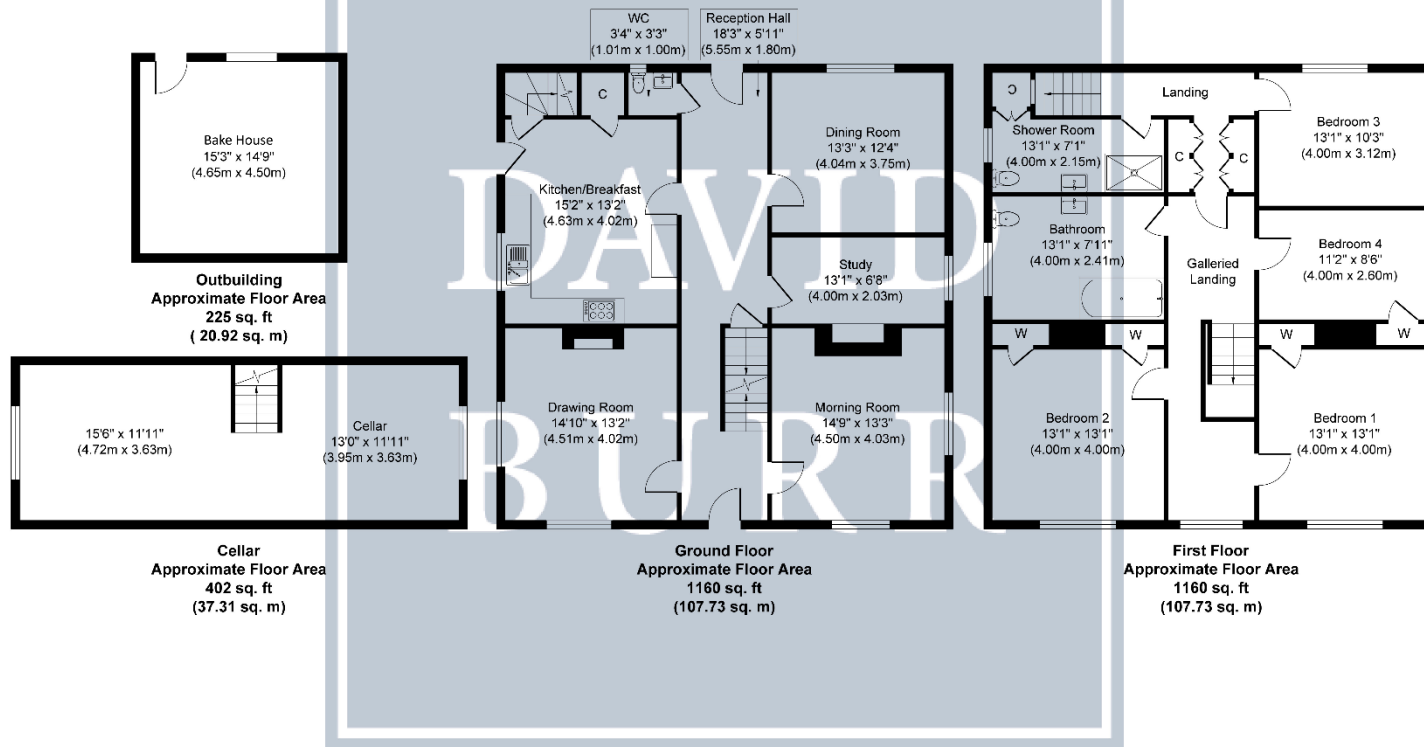 WC
3'4" x 3'3"
(1.01m x 1.00m)
Reception Hall
18'3" x 5'11"
(5.55m x 1.80m)
Bake House
15'3" x 14'9"
(4.65m x 4.50m)
Outbuilding
Approximate Floor Area
225 sq. ft
( 20.92 sq. m)
15'6" x 11'11"
(4.72m x 3.63m)
Cellar
13'0" x 11'11"
(3.95m x 3.63m)
Cellar
Approximate Floor Area
402 sq. ft
(37.31 sq. m)
C
Kitchen/Breakfast
15'2" x 13'2"
(4.63m x 4.02m)
Dining Room
13'3" x 12'4"
(4.04m x 3.75m)
Study
13'1" x 6'8"
(4.00m x 2.03m)
Drawing Room
14'10" x 13'2"
(4.51m x 4.02m)
Morning Room
14'9" x 13'3"
(4.50m x 4.03m)
Ground Floor
Approximate Floor Area
1160 sq. ft
(107.73 sq. m)
C
Landing
Shower Room
13'1" x 7'1"
(4.00m x 2.15m)
C
C
Bedroom 3
13'1" x 10'3"
(4.00m x 3.12m)
Bathroom
13'1" x 7'11"
(4.00m x 2.41m)
Galleried
Landing
Bedroom 4
11'2" x 8'6"
(4.00m x 2.60m)
W
W
W
W
Bedroom 2
13'1" x 13'1"
(4.00m x 4.00m)
Bedroom 1
13'1" x 13'1"
(4.00m x 4.00m)
First Floor
Approximate Floor Area
1160 sq. ft
(107.73 sq. m)
DAVID
BURR